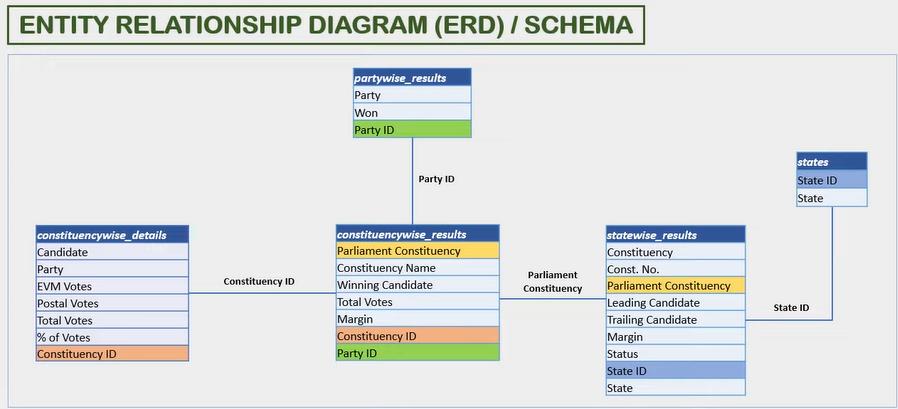 ENTITY RELATIONSHIP DIAGRAM (ERD) / SCHEMA
partywise_results
Party
Won
Party ID
Party ID
states
State ID
State
constituencywise_details
Candidate
Party
EVM Votes
Postal Votes
Total Votes
% of Votes
Constituency ID
Constituency ID
constituencywise_results
Parliament Constituency
Constituency Name
Winning Candidate
Total Votes
Margin
Constituency ID
Party ID
Parliament
Constituency
statewise_results
Constituency
Const. No.
Parliament Constituency
Leading Candidate
Trailing Candidate
Margin
Status
State ID
State
State ID